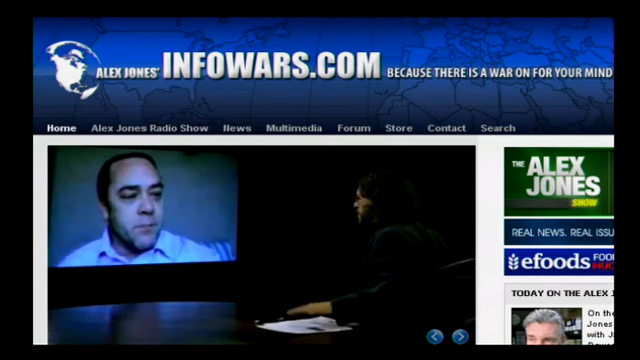 ALEX JONES' INFOWARS.COM BECAUSE THERE IS A WAR ON FOR YOUR MIND
Home Alex Jones Radio Show News Multimedia Forum Store Contact Search
THE
ALEX
JONES
SHOW
REAL NEWS. REAL ISSU
efoods FOO
HUG
TODAY ON THE ALEX J
On the
Jones
with J